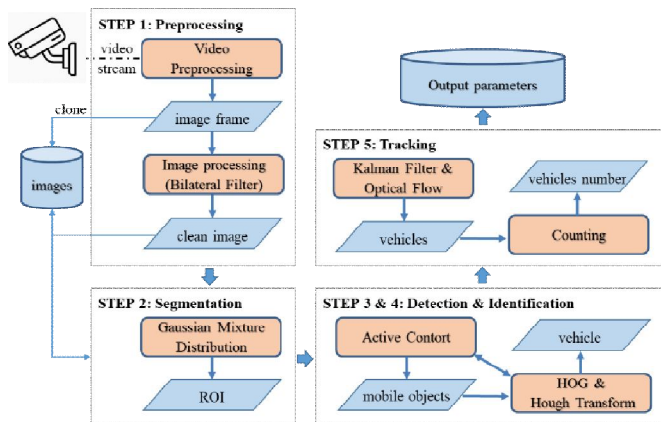 STEP 1: Preprocessing
video
stream
Video
Preprocessing
clone
image frame
images
Image processing
(Bilateral Filter)
clean image
STEP 2: Segmentation
Gaussian Mixture
Distribution
ROI
STEP 3 & 4: Detection & Identification
Active Contort
mobile objects
vehicle
HOG &
Hough Transform
STEP 5: Tracking
Kalman Filter &
Optical Flow
vehicles
vehicles number
Counting
Output parameters